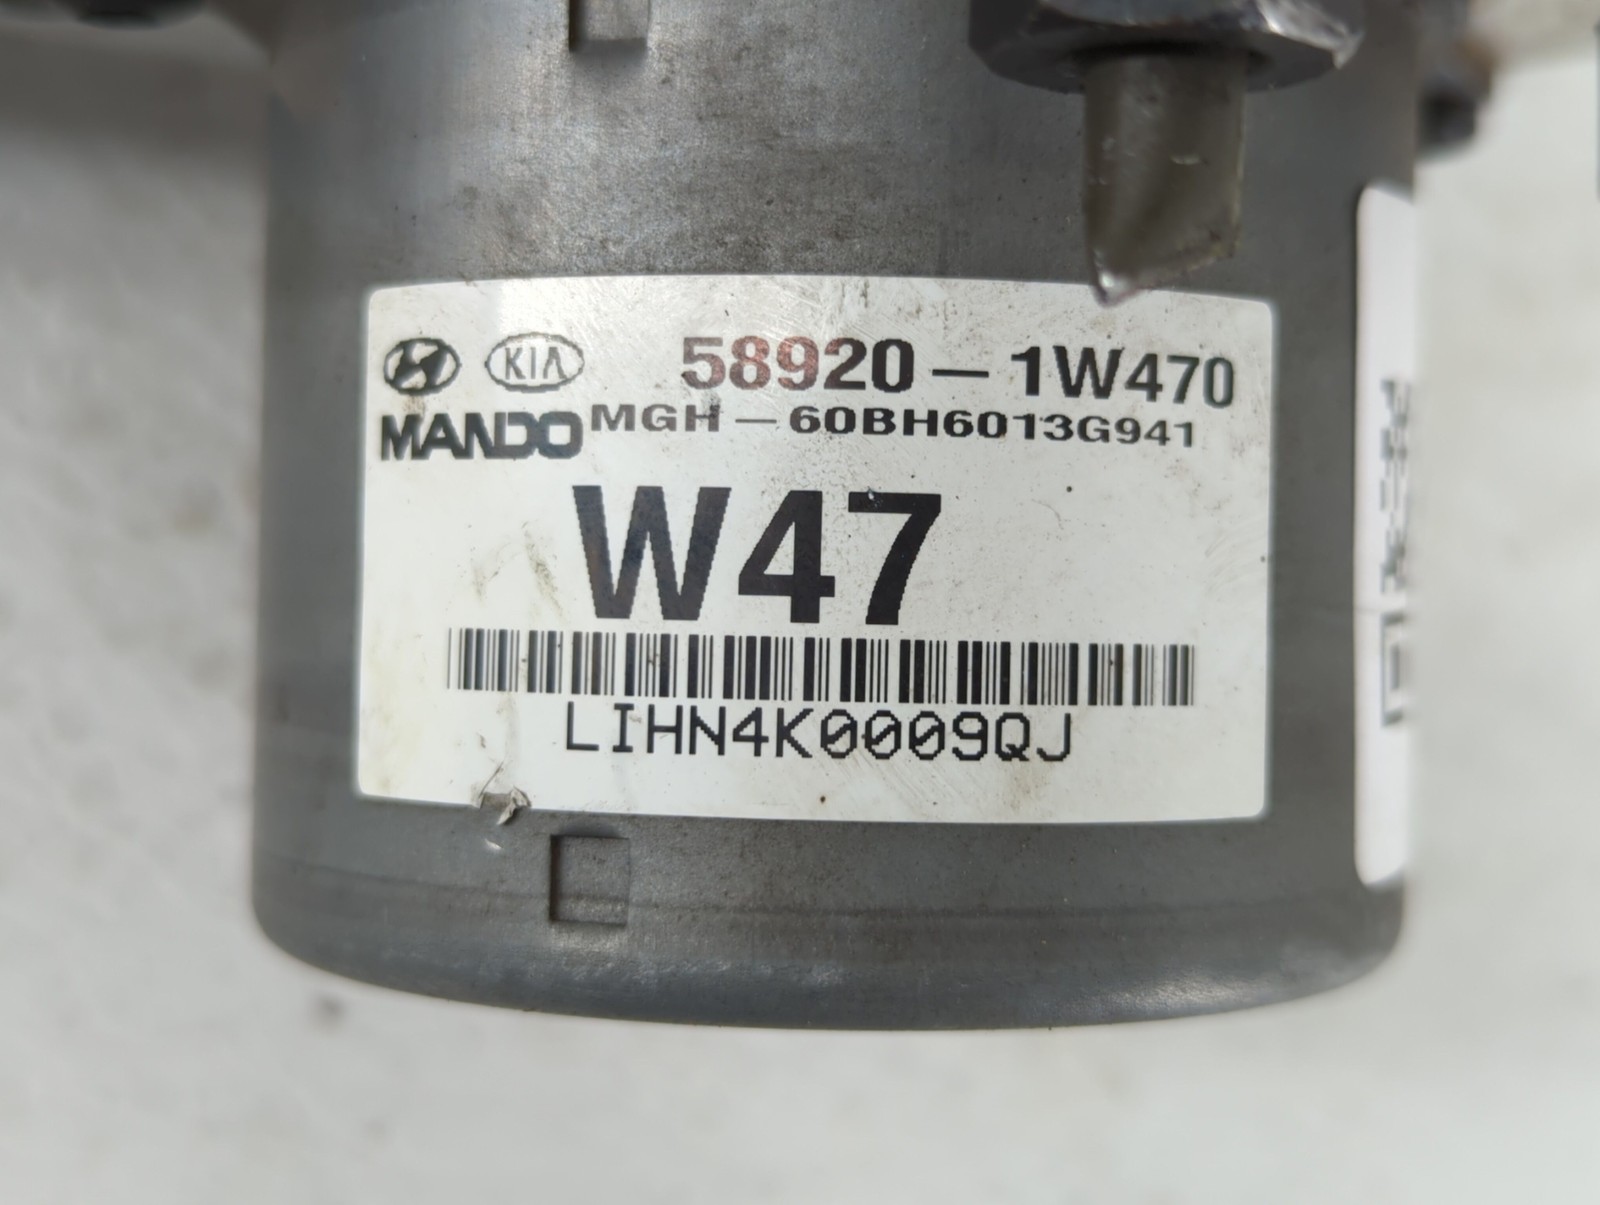 KIA 58920-1W470
MANDO MGH-60BH6013G941
W47
LIHN4K0009QJ